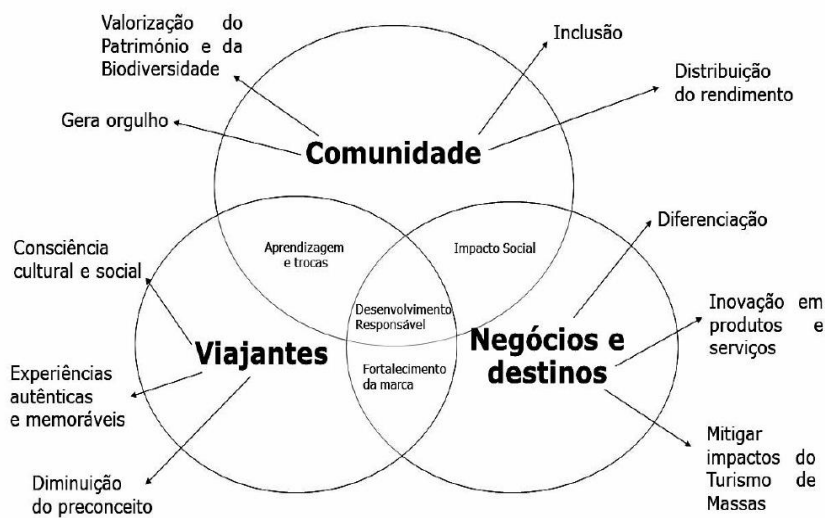 Valorização do
Património e da
Biodiversidade
Inclusão
Distribuição
do rendimento
Gera orgulho
Comunidade
Diferenciação
Consciência
cultural e social
Aprendizagem
e trocas
Impacto Social
Desenvolvimento
Responsável
Inovação em
produtos e
serviços
Viajantes
Negócios e
destinos
Experiências
autênticas
e memoráveis
Fortalecimento
da marca
Mitigar
impactos do
Turismo de
Massas
Diminuição
do preconceito